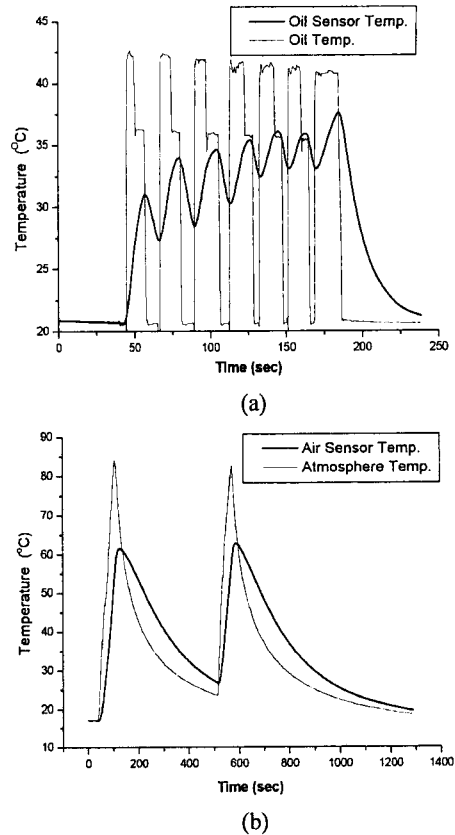 Oil Sensor Temp.
Oil Temp.
45
40
35
30
25
20
Temperature (°C)
0 50 100 150 200 250
Time (sec)
(a)
Air Sensor Temp.
Atmosphere Temp.
90
80
70
60
50
40
30
20
10
Temperature (°C)
0 200 400 600 800 1000 1200 1400
Time (sec)
(b)